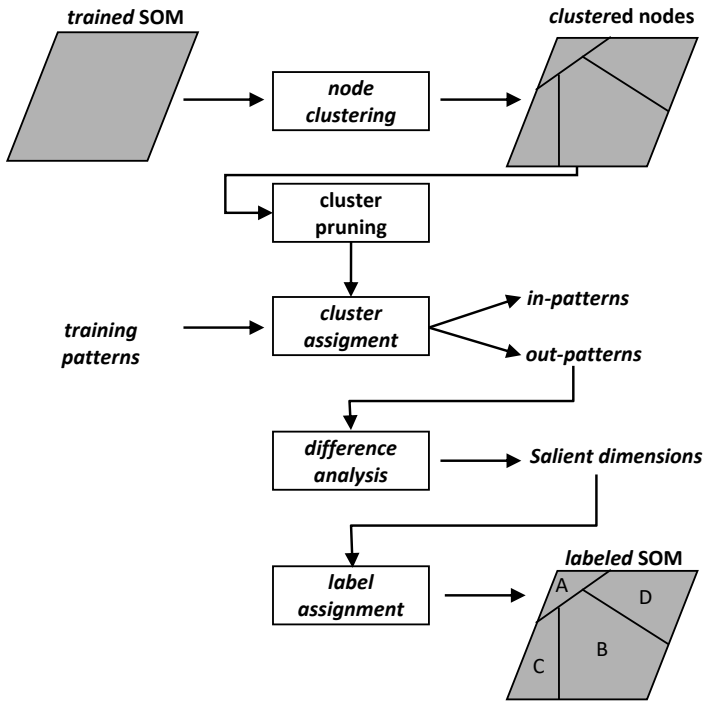 trained SOM
clustered nodes
node
clustering
cluster
pruning
training
patterns
cluster
assigment
in-patterns
out-patterns
difference
analysis
Salient dimensions
label
assignment
labeled SOM
A
D
C
B